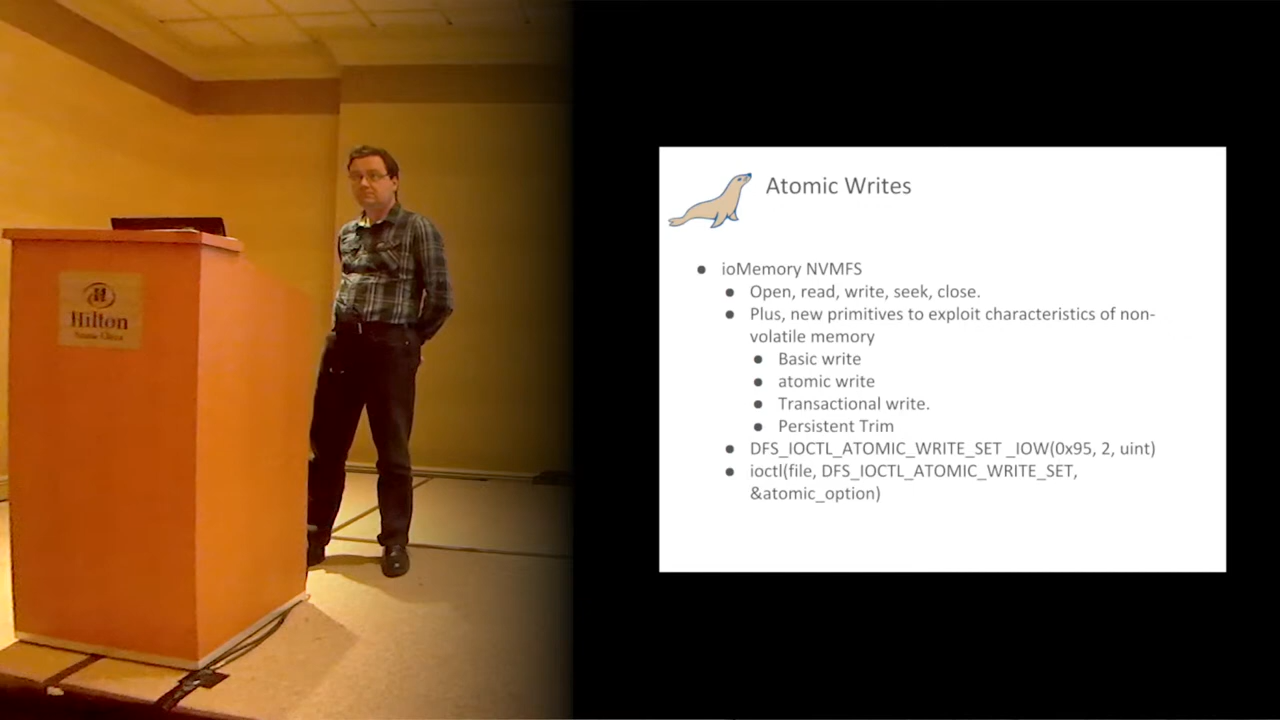 Hilton
Atomic Writes
ioMemory NVMFS
Open, read, write, seek, close.
Plus, new primitives to exploit characteristics of non-
volatile memory
Basic write
atomic write
Transactional write.
Persistent Trim
DFS_IOCTL_ATOMIC_WRITE_SET _IOW(0x95, 2, uint)
ioctl(file, DFS_IOCTL_ATOMIC_WRITE_SET,
&atomic_option)